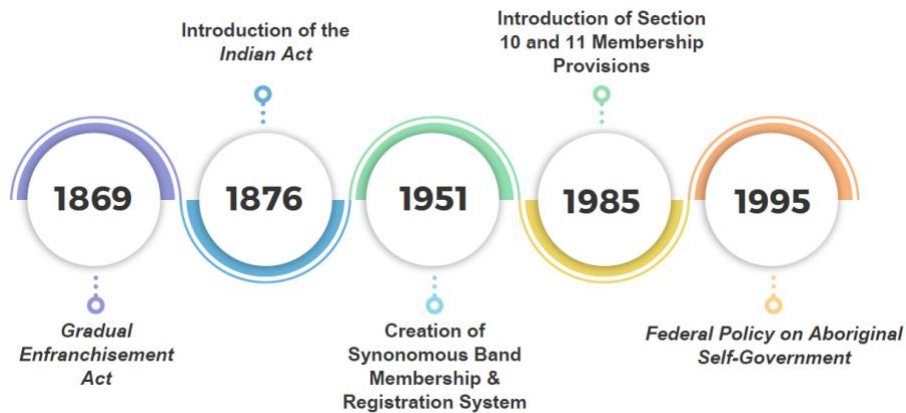 Introduction of the
Indian Act
Introduction of Section
10 and 11 Membership
Provisions
1869
1876
1951
1985
1995
Gradual
Enfranchisement
Act
Creation of
Synonomous Band
Membership &
Registration System
Federal Policy on Aboriginal
Self-Government